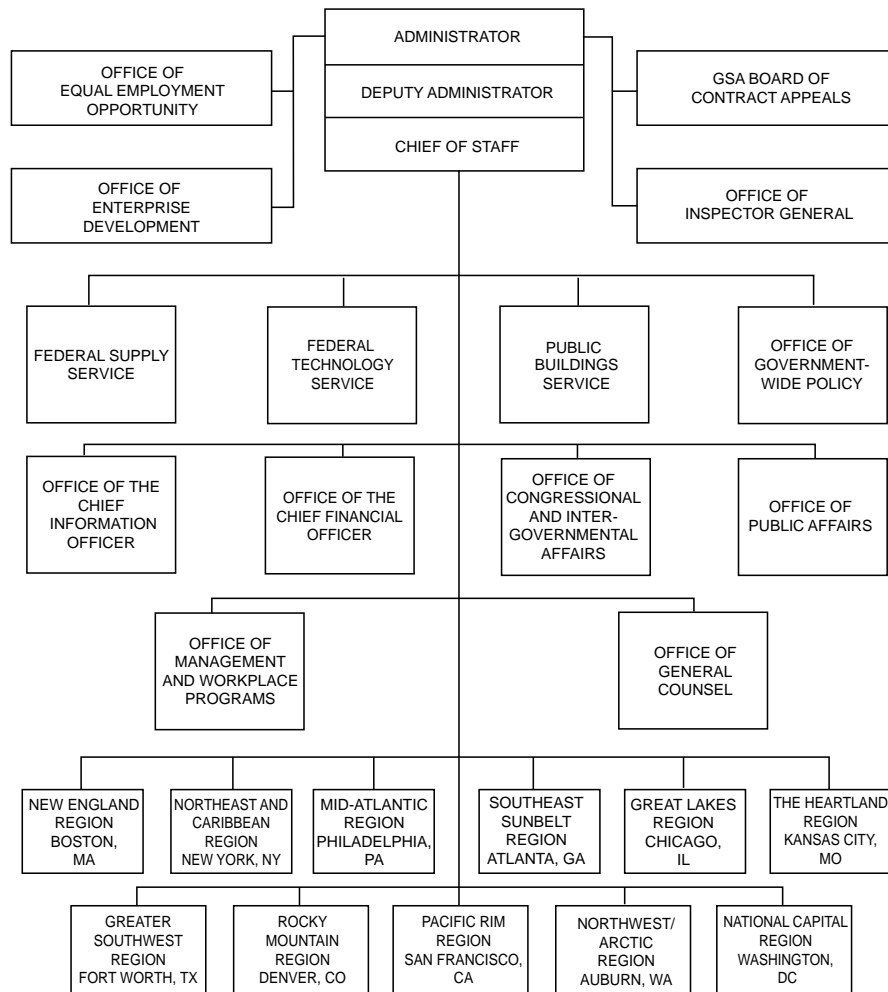 ADMINISTRATOR
DEPUTY ADMINISTRATOR
CHIEF OF STAFF
OFFICE OF
EQUAL EMPLOYMENT
OPPORTUNITY
GSA BOARD OF
CONTRACT APPEALS
OFFICE OF
ENTERPRISE
DEVELOPMENT
OFFICE OF
INSPECTOR GENERAL
FEDERAL SUPPLY
SERVICE
FEDERAL
TECHNOLOGY
SERVICE
PUBLIC
BUILDINGS
SERVICE
OFFICE OF
GOVERNMENT-
WIDE POLICY
OFFICE OF THE
CHIEF
INFORMATION
OFFICER
OFFICE OF THE
CHIEF FINANCIAL
OFFICER
OFFICE OF
CONGRESSIONAL
AND INTER-
GOVERNMENTAL
AFFAIRS
OFFICE OF
PUBLIC AFFAIRS
OFFICE OF
MANAGEMENT
AND WORKPLACE
PROGRAMS
OFFICE OF
GENERAL
COUNSEL
NEW ENGLAND
REGION
BOSTON,
MA
NORTHEAST AND
CARIBBEAN
REGION
NEW YORK, NY
MID-ATLANTIC
REGION
PHILADELPHIA,
PA
SOUTHEAST
SUNBELT
REGION
ATLANTA, GA
GREAT LAKES
REGION
CHICAGO,
IL
THE HEARTLAND
REGION
KANSAS CITY,
MO
GREATER
SOUTHWEST
REGION
FORT WORTH, TX
ROCKY
MOUNTAIN
REGION
DENVER, CO
PACIFIC RIM
REGION
SAN FRANCISCO,
CA
NORTHWEST/
ARCTIC
REGION
AUBURN, WA
NATIONAL CAPITAL
REGION
WASHINGTON,
DC